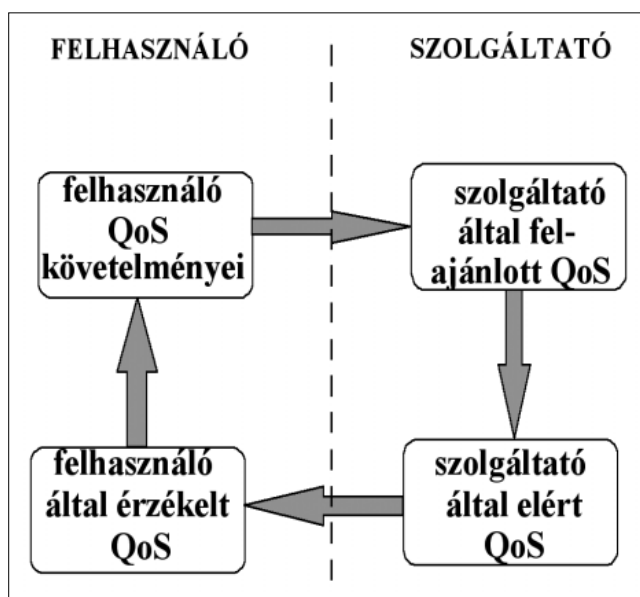 FELHASZNÁLÓ
SZOLGÁLTATÓ
felhasználó
QoS
követelményei
szolgáltató
által fel-
ajánlott QoS
felhasználó
által érzékelt
QoS
szolgáltató
által elért
QoS